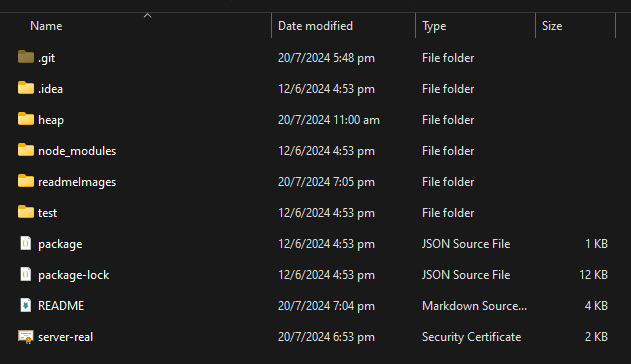 Name Date modified Type Size
.git 20/7/2024 5:48 pm File folder
.idea 12/6/2024 4:53 pm File folder
heap 20/7/2024 11:00 am File folder
node_modules 12/6/2024 4:53 pm File folder
readmeImages 20/7/2024 7:05 pm File folder
test 12/6/2024 4:53 pm File folder
package 12/6/2024 4:53 pm JSON Source File 1 KB
package-lock 12/6/2024 4:53 pm JSON Source File 12 KB
README 20/7/2024 7:04 pm Markdown Source... 4 KB
server-real 20/7/2024 6:53 pm Security Certificate 2 KB